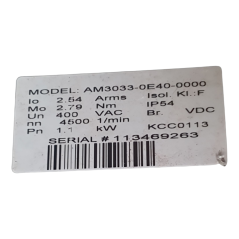 MODEL: AM3033-0E40-0000
Io 2.54 Arms Isol. Kl.:F
Mo 2.79 Nm IP54
Un 400 VAC Br. VDC
nn 4500 1/min
Pn 1.1 kW KCC0113
SERIAL # 113469263